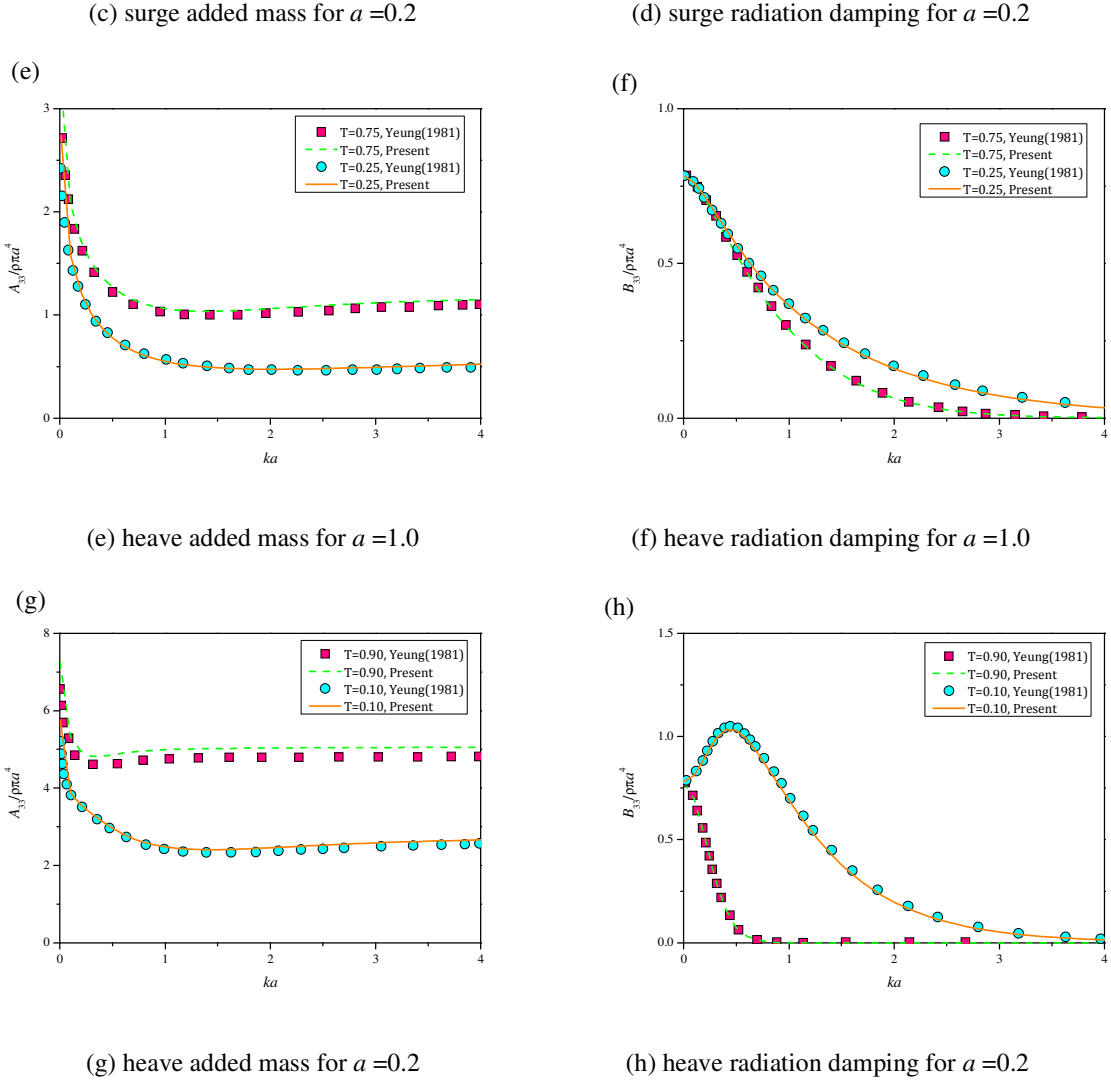 (c) surge added mass for a =0.2
(d) surge radiation damping for a =0.2
(e)
3
2
1
0
0 1 2 3 4
A33/ρπa⁴
ka
T=0.75, Yeung(1981)
T=0.75, Present
T=0.25, Yeung(1981)
T=0.25, Present
(f)
1.0
0.5
0.0
0 1 2 3 4
B33/ρπa⁴
ka
T=0.75, Yeung(1981)
T=0.75, Present
T=0.25, Yeung(1981)
T=0.25, Present
(e) heave added mass for a =1.0
(f) heave radiation damping for a =1.0
(g)
8
6
4
2
0
0 1 2 3 4
A33/ρπa⁴
ka
T=0.90, Yeung(1981)
T=0.90, Present
T=0.10, Yeung(1981)
T=0.10, Present
(h)
1.5
1.0
0.5
0.0
0 1 2 3 4
B33/ρπa⁴
ka
T=0.90, Yeung(1981)
T=0.90, Present
T=0.10, Yeung(1981)
T=0.10, Present
(g) heave added mass for a =0.2
(h) heave radiation damping for a =0.2